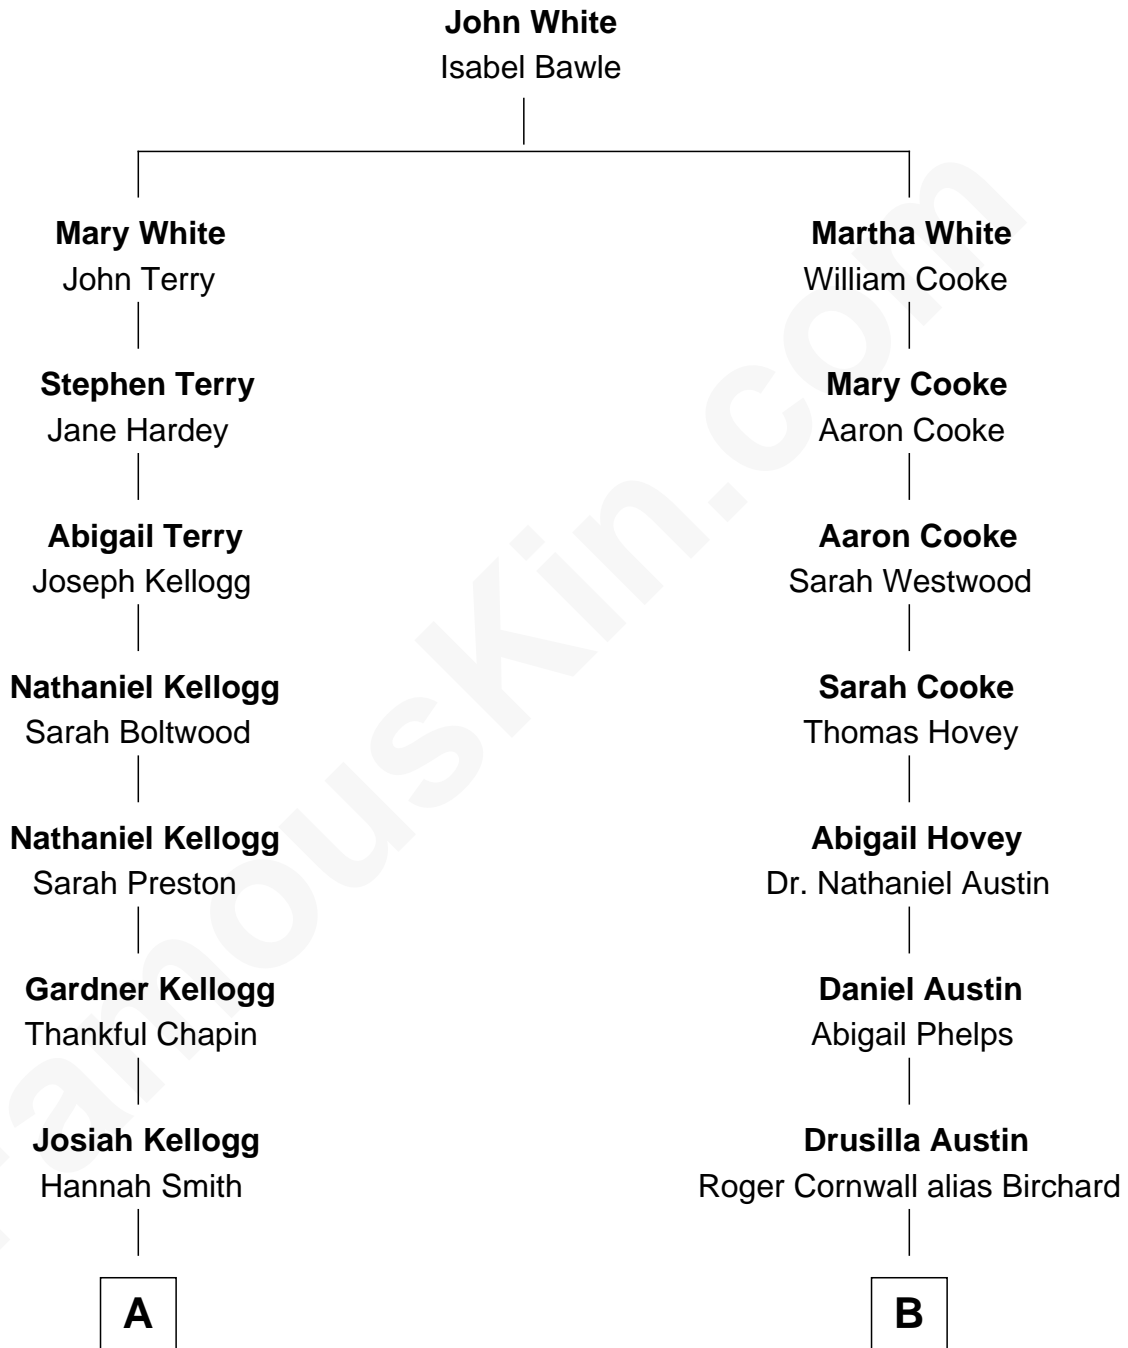 John White
Isabel Bawle
Mary White
John Terry
Martha White
William Cooke
Stephen Terry
Jane Hardey
Mary Cooke
Aaron Cooke
Abigail Terry
Joseph Kellogg
Aaron Cooke
Sarah Westwood
Nathaniel Kellogg
Sarah Boltwood
Sarah Cooke
Thomas Hovey
Nathaniel Kellogg
Sarah Preston
Abigail Hovey
Dr. Nathaniel Austin
Gardner Kellogg
Thankful Chapin
Daniel Austin
Abigail Phelps
Josiah Kellogg
Hannah Smith
Drusilla Austin
Roger Cornwall alias Birchard
A
B
FamousKin.com